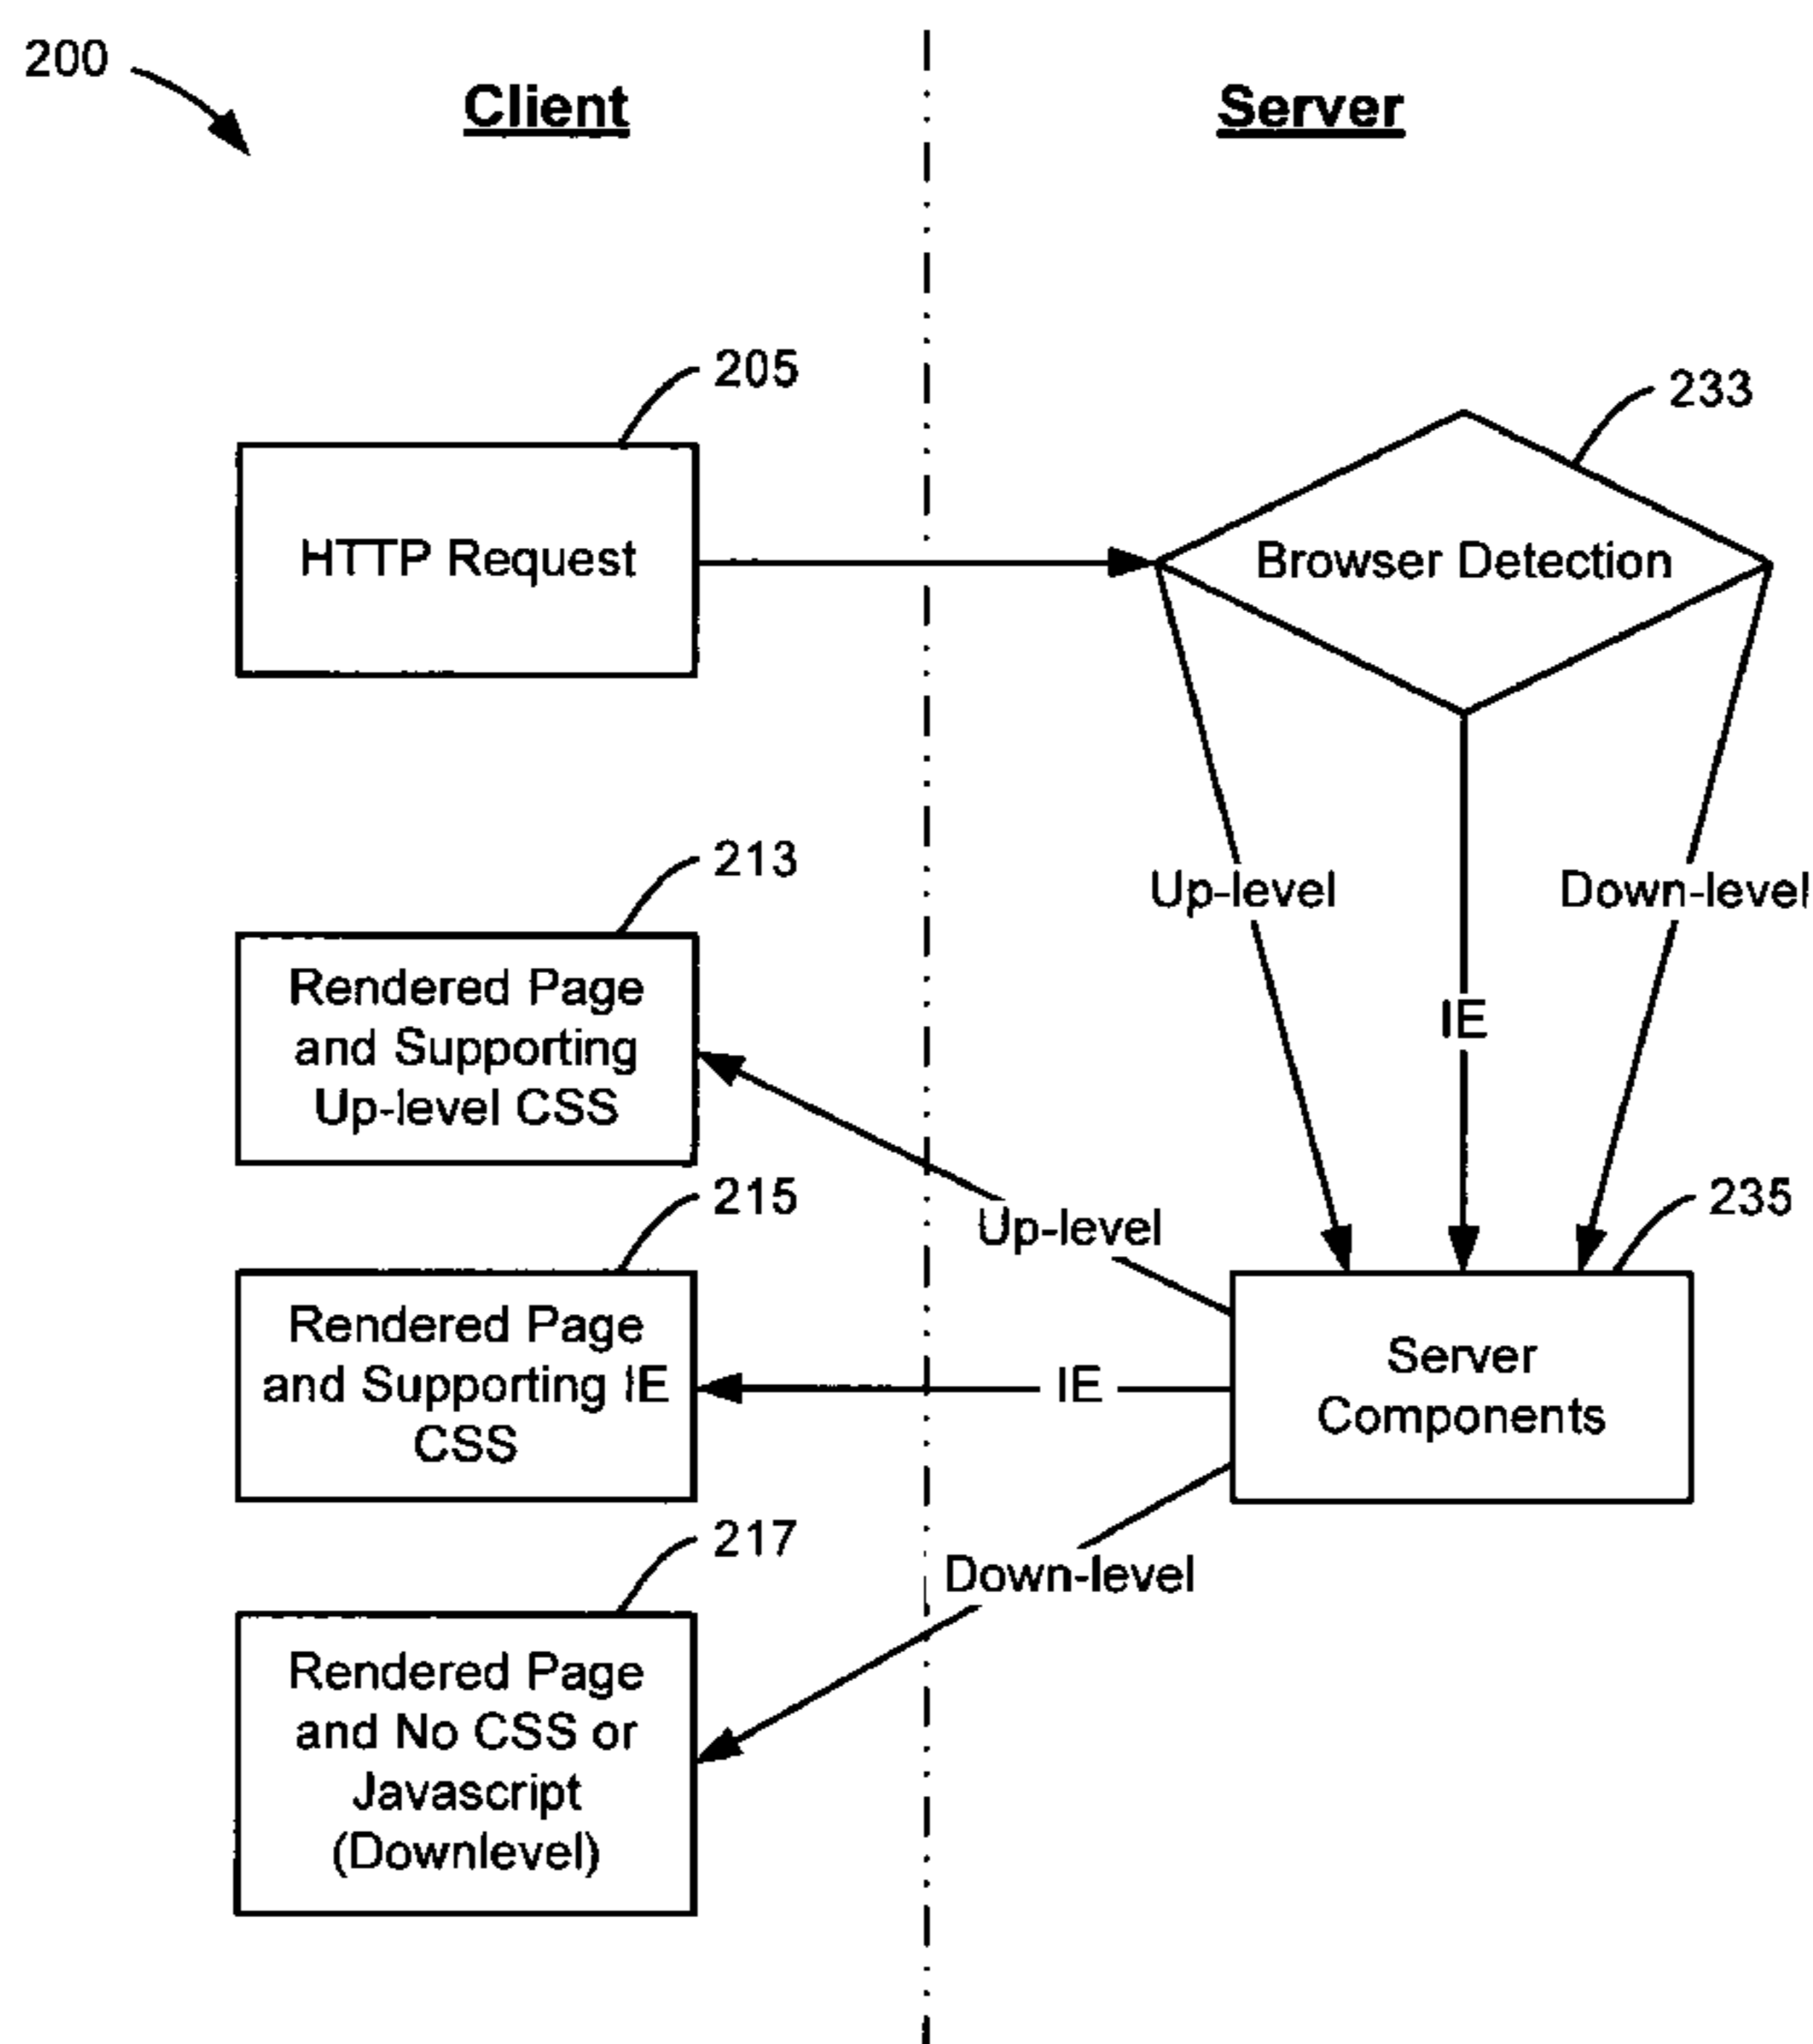 200
Client
Server
205
233
HTTP Request
Browser Detection
213
Up-level
Down-level
Rendered Page
and Supporting
Up-level CSS
IE
215
235
Up-level
Rendered Page
and Supporting IE
CSS
IE
Server
Components
217
Down-level
Rendered Page
and No CSS or
Javascript
(Downlevel)